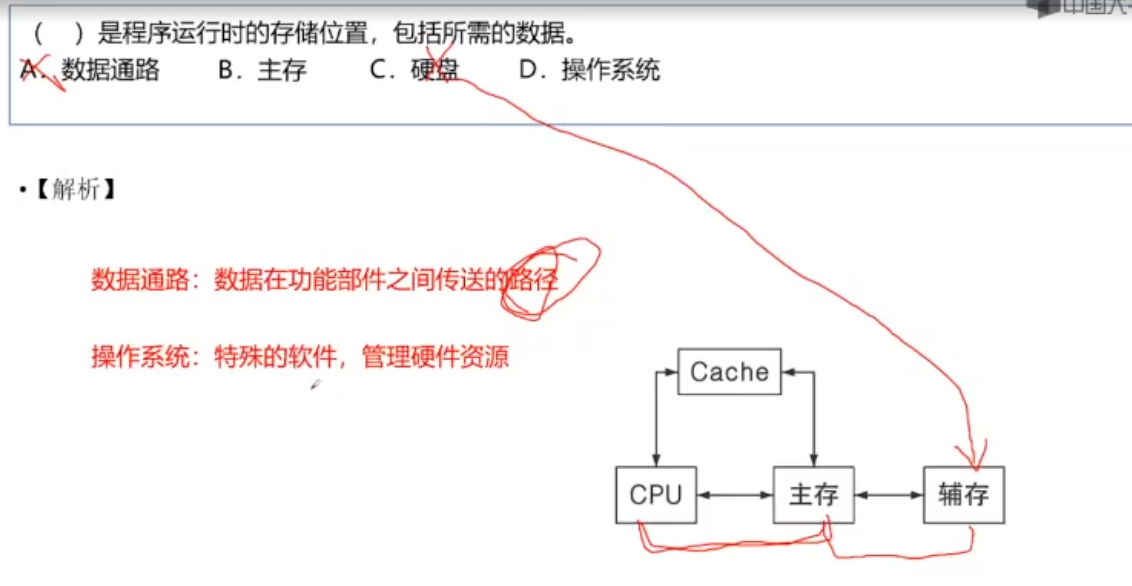 中国大
（ ）是程序运行时的存储位置，包括所需的数据。
A．数据通路 B．主存 C．硬盘 D．操作系统
•【解析】
数据通路：数据在功能部件之间传送的路径
操作系统：特殊的软件，管理硬件资源
Cache
CPU 主存 辅存